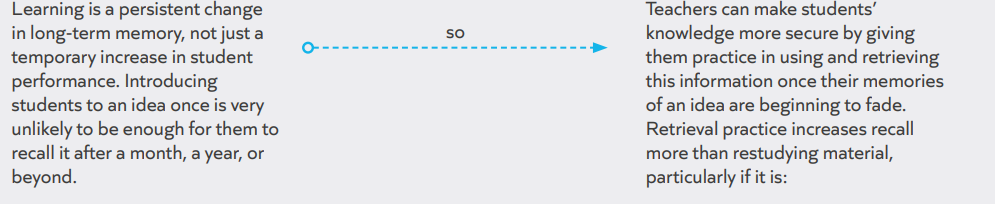 Learning is a persistent change
in long-term memory, not just a
temporary increase in student
performance. Introducing
students to an idea once is very
unlikely to be enough for them to
recall it after a month, a year, or
beyond.
so
Teachers can make students’
knowledge more secure by giving
them practice in using and retrieving
this information once their memories
of an idea are beginning to fade.
Retrieval practice increases recall
more than restudying material,
particularly if it is: